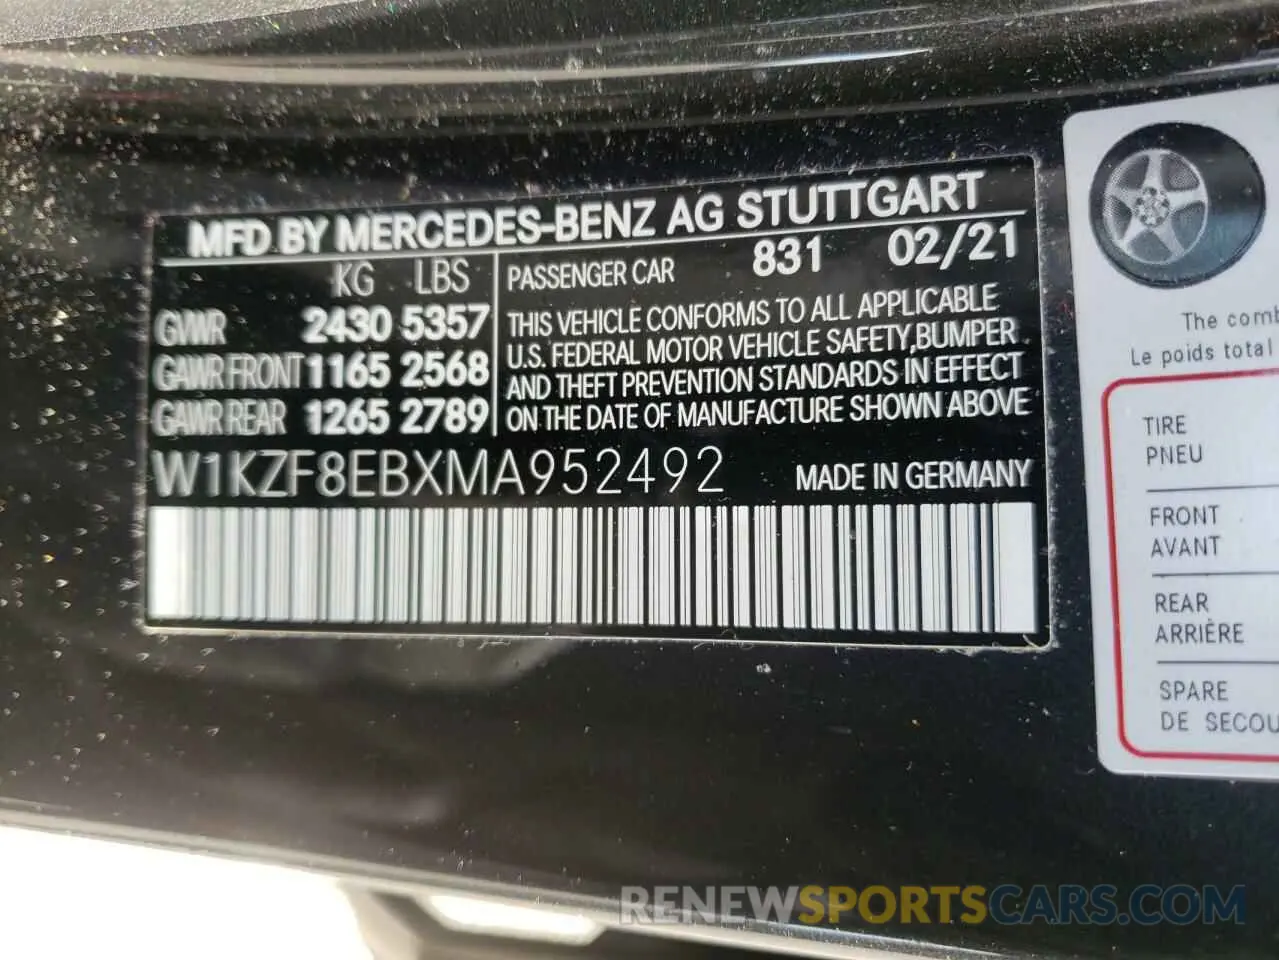 MFD BY MERCEDES-BENZ AG STUTTGART
KG LBS
GVWR 2430 5357
GAWR FRONT 1165 2568
GAWR REAR 1265 2789
PASSENGER CAR 831 02/21
THIS VEHICLE CONFORMS TO ALL APPLICABLE
U.S. FEDERAL MOTOR VEHICLE SAFETY, BUMPER
AND THEFT PREVENTION STANDARDS IN EFFECT
ON THE DATE OF MANUFACTURE SHOWN ABOVE
W1KZF8EBXMA952492 MADE IN GERMANY
The comb
Le poids total
TIRE
PNEU
FRONT
AVANT
REAR
ARRIÈRE
SPARE
DE SECOU
RENEWSPORTSCARS.COM